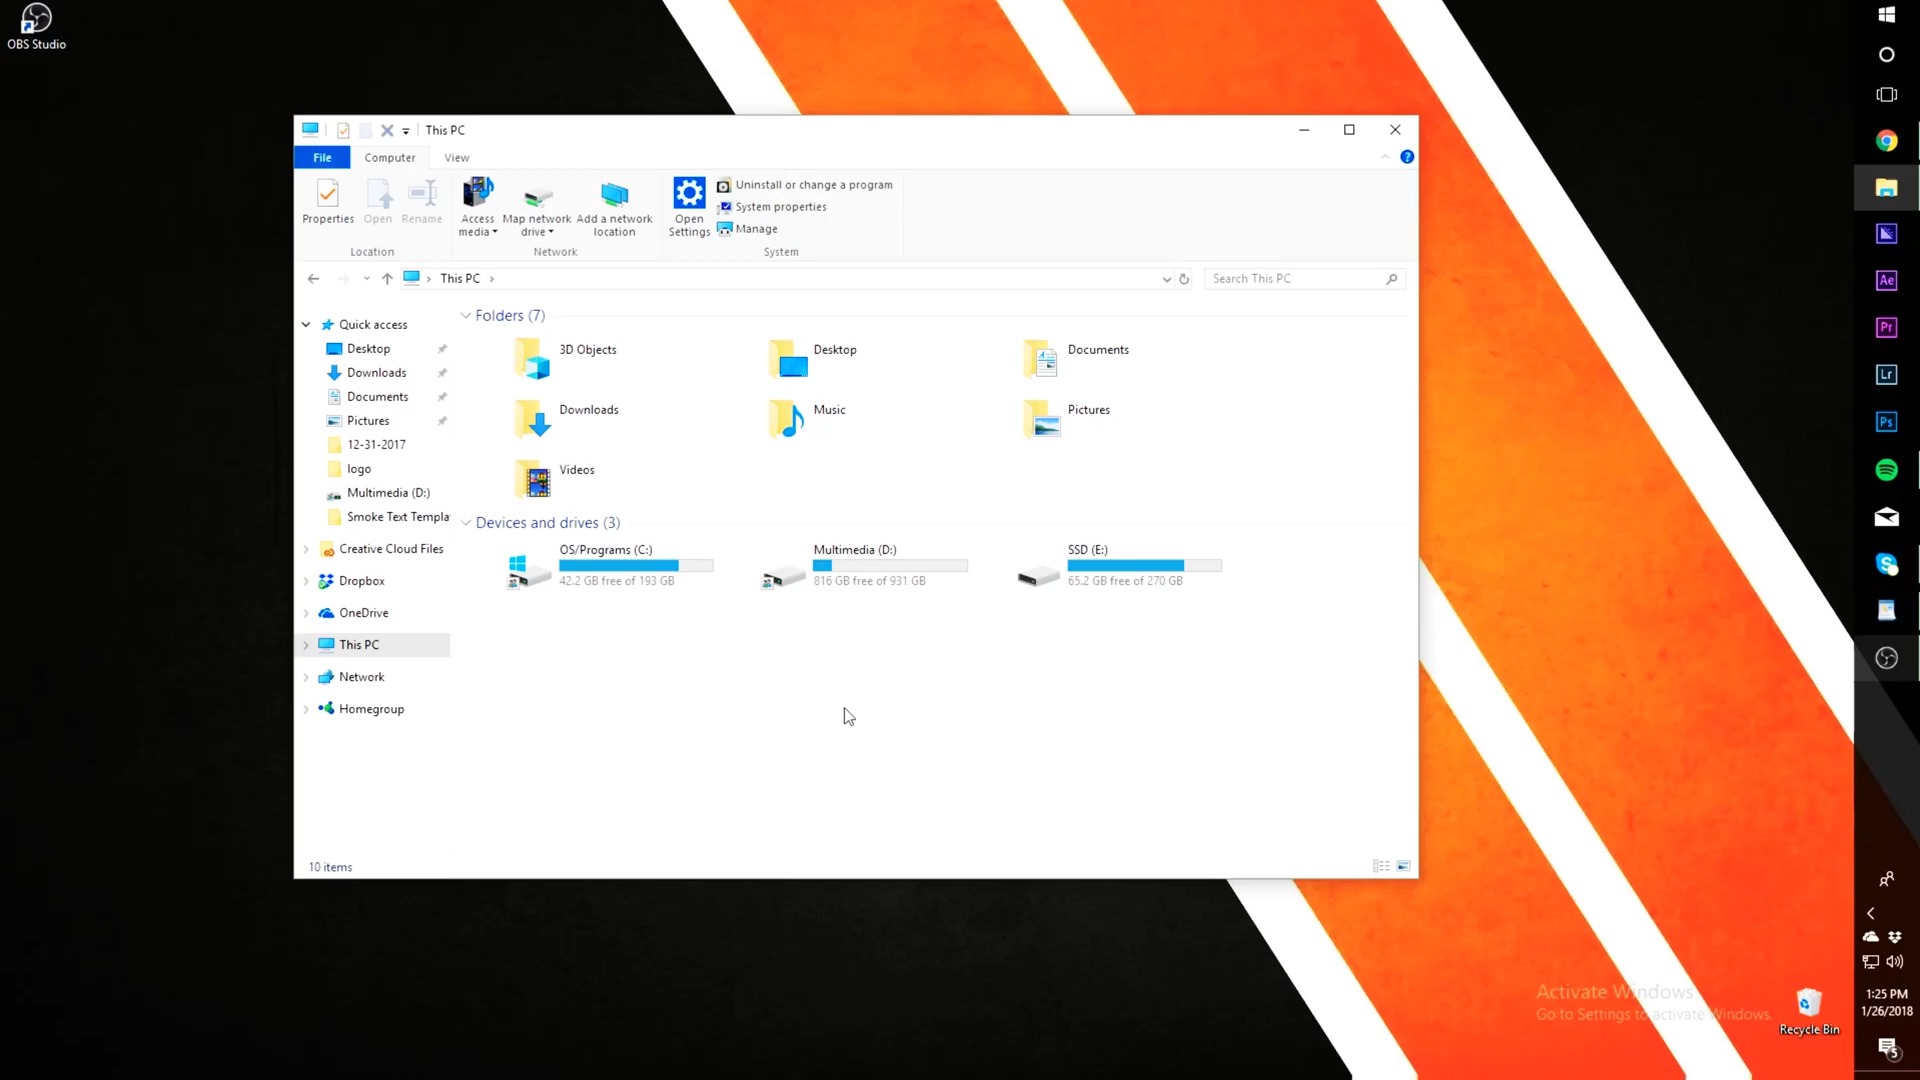 OBS Studio
This PC
File
Computer
View
Properties
Open
Rename
Access media
Map network drive
Add a network location
Open Settings
Uninstall or change a program
System properties
Manage
Location
Network
System
This PC
Search This PC
Quick access
Desktop
Downloads
Documents
Pictures
12-31-2017
logo
Multimedia (D:)
Smoke Text Templa
Creative Cloud Files
Dropbox
OneDrive
This PC
Network
Homegroup
Folders (7)
3D Objects
Desktop
Documents
Downloads
Music
Pictures
Videos
Devices and drives (3)
OS/Programs (C:)
42.2 GB free of 193 GB
Multimedia (D:)
816 GB free of 931 GB
SSD (E:)
65.2 GB free of 270 GB
10 items
Ae
Pr
Lr
Ps
Activate Windows
Go to Settings to activate Windows.
Recycle Bin
1:25 PM
1/26/2018
5